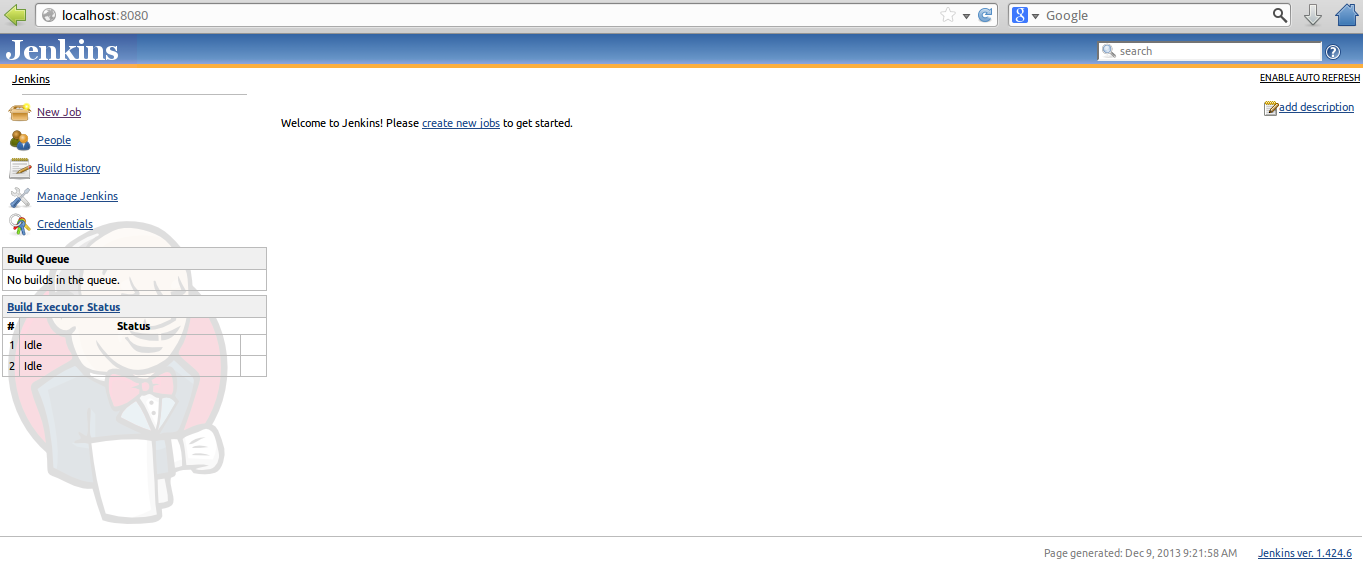 localhost:8080
Google
Jenkins
search
Jenkins
ENABLE AUTO REFRESH
New Job
People
Build History
Manage Jenkins
Credentials
add description
Welcome to Jenkins! Please create new jobs to get started.
Build Queue
No builds in the queue.
Build Executor Status
# Status
1 Idle
2 Idle
Page generated: Dec 9, 2013 9:21:58 AM Jenkins ver. 1.424.6